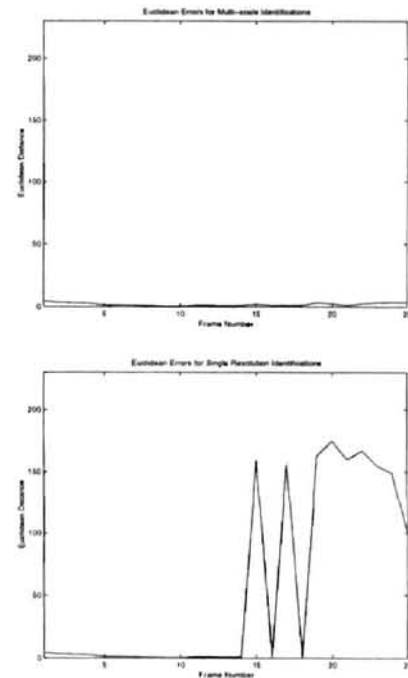 Euclidean Errors for Multi-scale Identifications
200
150
100
50
0
Euclidean Distance
5 10 15 20 25
Frame Number
Euclidean Errors for Single Resolution Identifications
200
150
100
50
0
Euclidean Distance
5 10 15 20 25
Frame Number